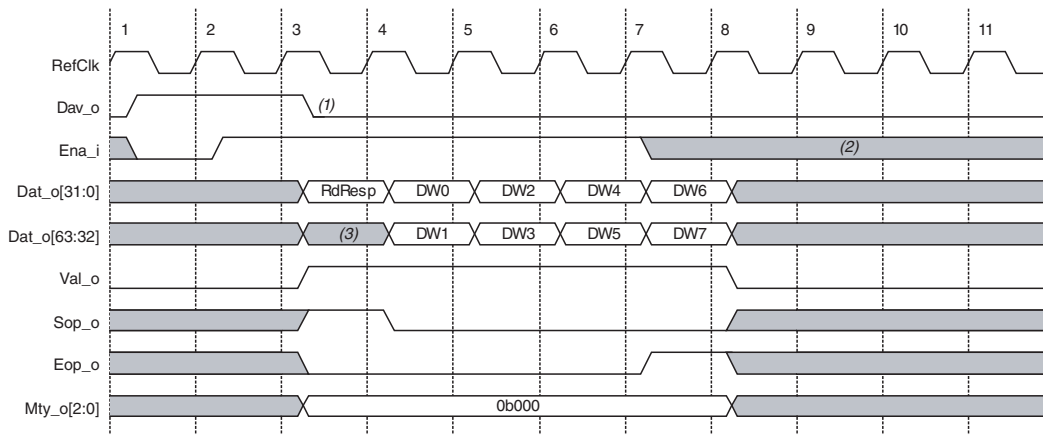 1 2 3 4 5 6 7 8 9 10 11
RefClk
Dav_o (1)
Ena_i (2)
Dat_o[31:0] RdResp DW0 DW2 DW4 DW6
Dat_o[63:32] (3) DW1 DW3 DW5 DW7
Val_o
Sop_o
Eop_o
Mty_o[2:0] 0b000